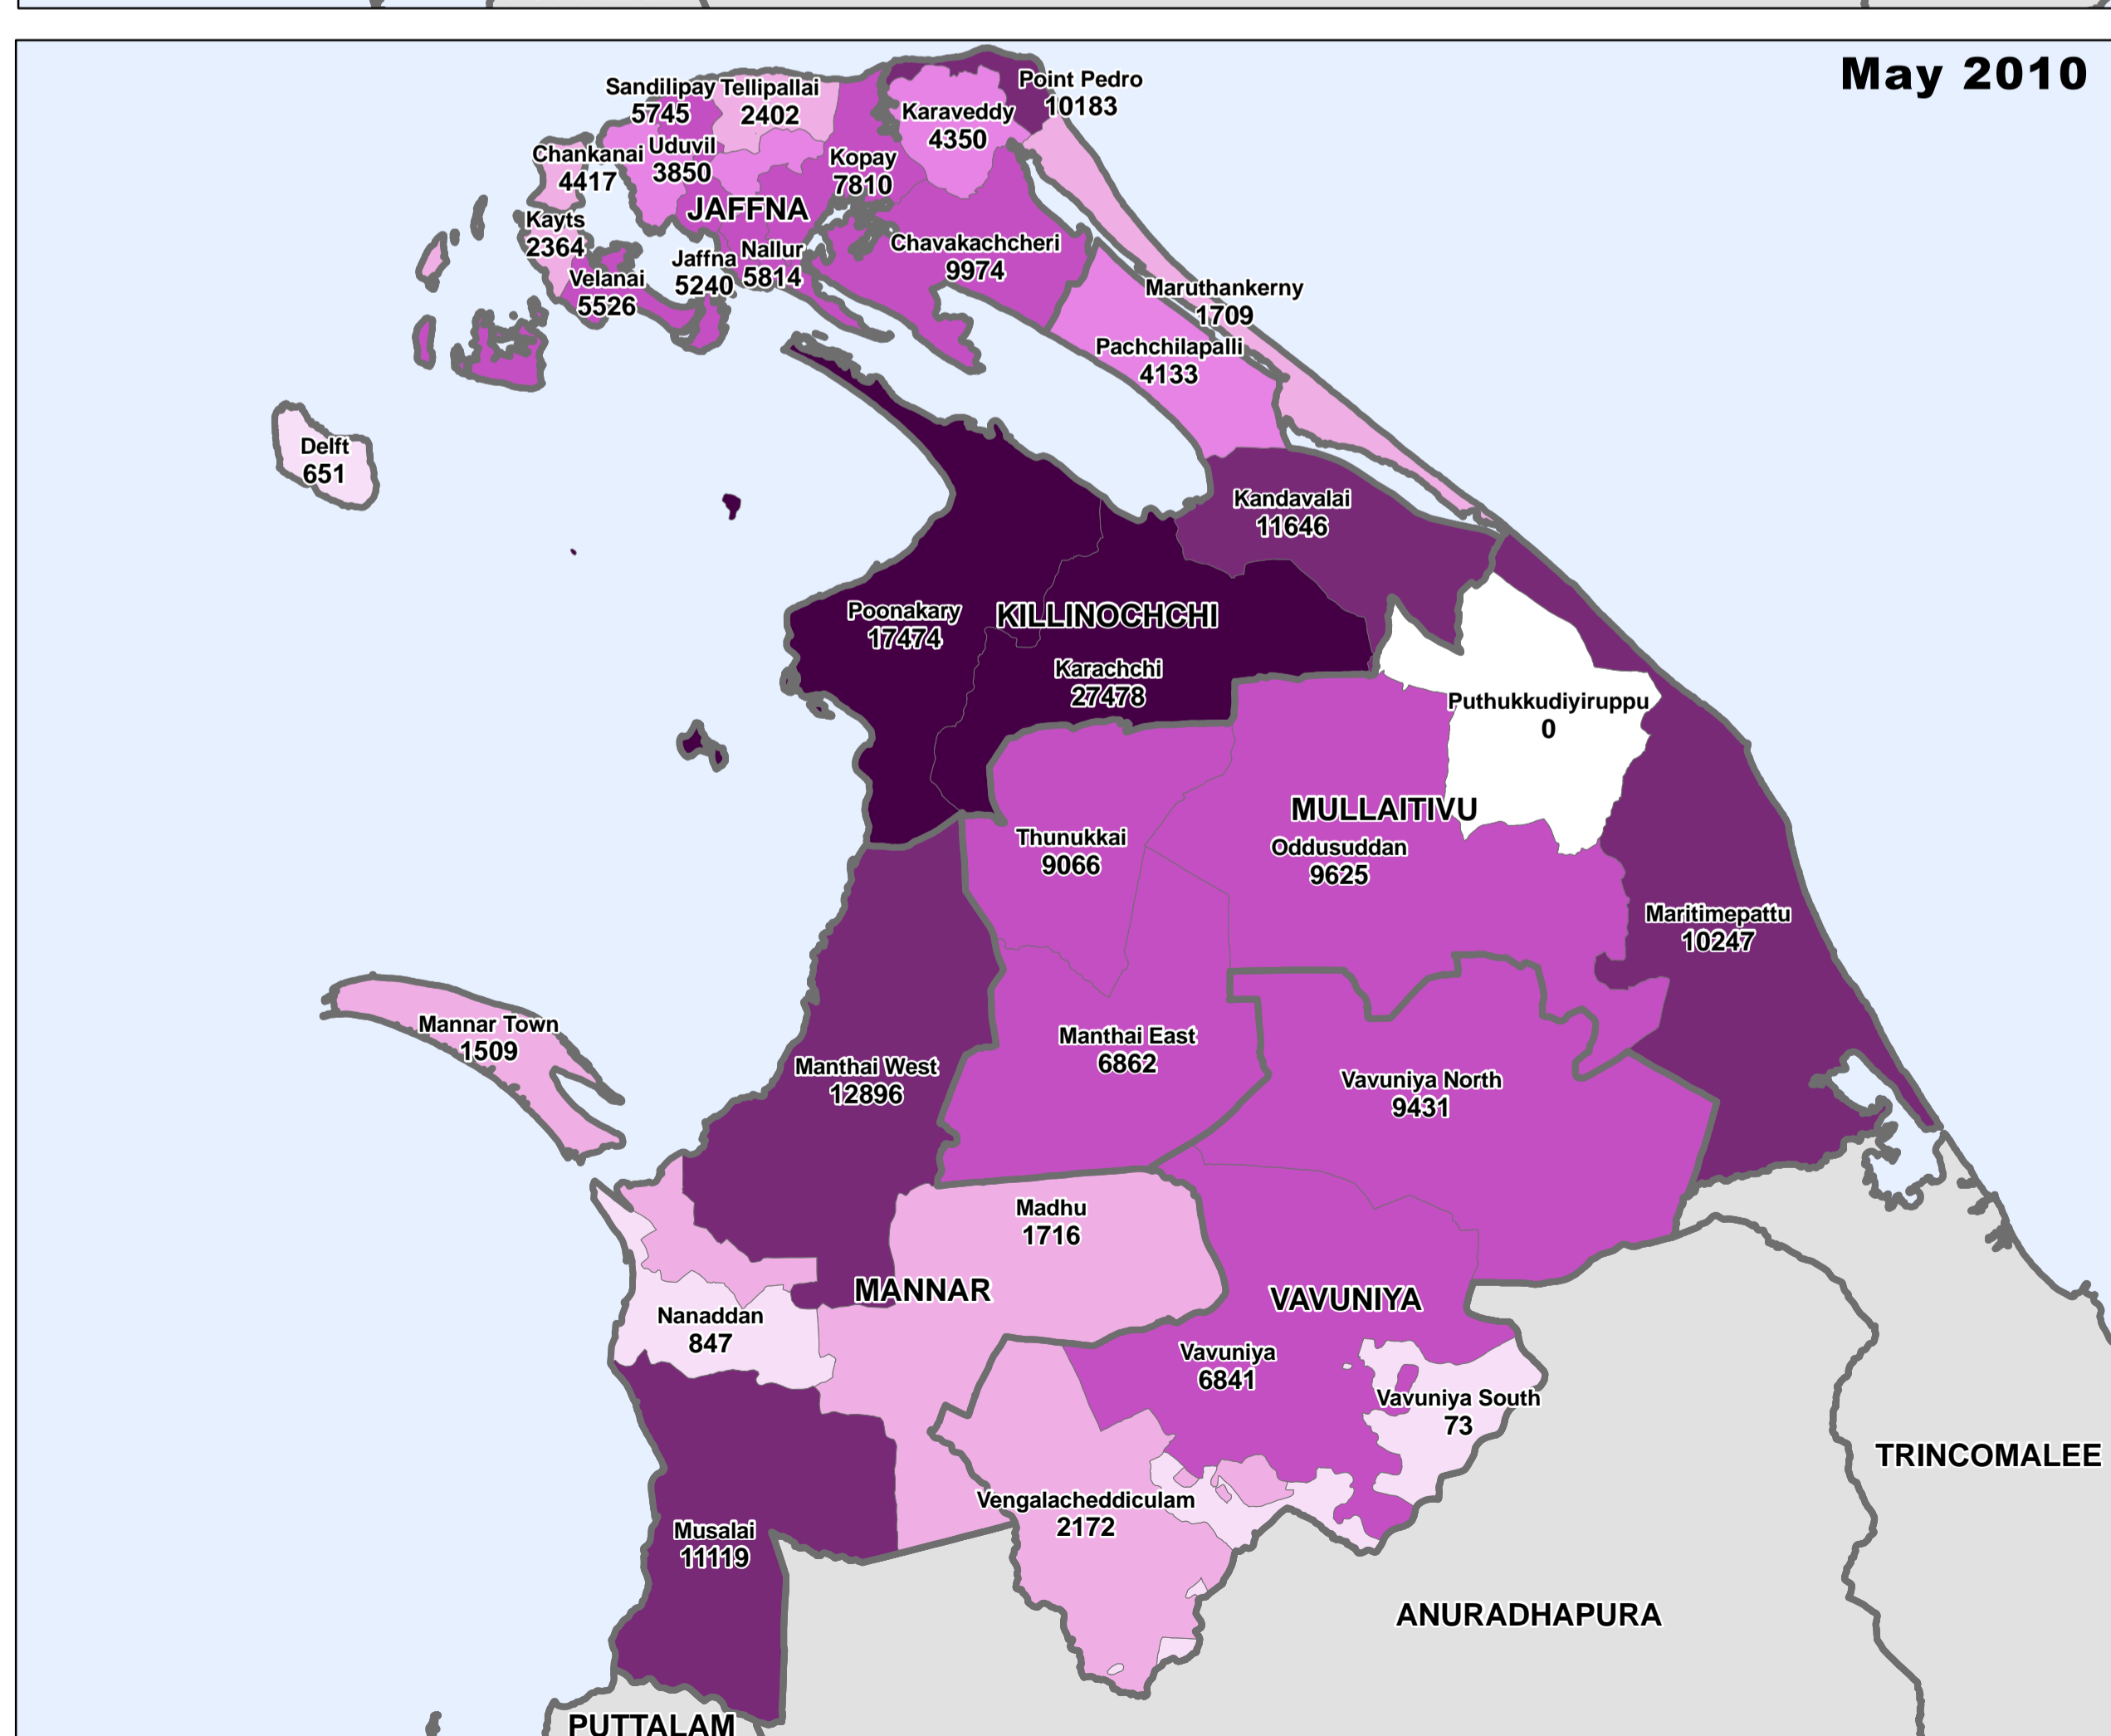 May 2010
Point Pedro
10183
Sandilipay
5745
Tellipallai
2402
Karaveddy
4350
Chankanai
4417
Uduvil
3850
Kopay
7810
JAFFNA
Kayts
2364
Velanai
5526
Jaffna
5240
Nallur
5814
Chavakachcheri
9974
Maruthankerny
1709
Pachchilapalli
4133
Delft
651
Kandavalai
11646
Poonakary
17474
KILLINOCHCHI
Karachchi
27478
Puthukkudiyiruppu
0
MULLAITIVU
Thunukkai
9066
Oddusuddan
9625
Maritimepattu
10247
Mannar Town
1509
Manthai West
12896
Manthai East
6862
Vavuniya North
9431
Madhu
1716
MANNAR
VAVUNIYA
Nanaddan
847
Vavuniya
6841
Vavuniya South
73
TRINCOMALEE
Vengalacheddiculam
2172
Musalai
11119
ANURADHAPURA
PUTTALAM